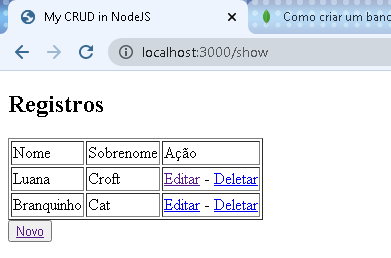 My CRUD in NodeJS
Como criar um banc
localhost:3000/show
Registros
Nome Sobrenome Ação
Luana Croft Editar - Deletar
Branquinho Cat Editar - Deletar
Novo